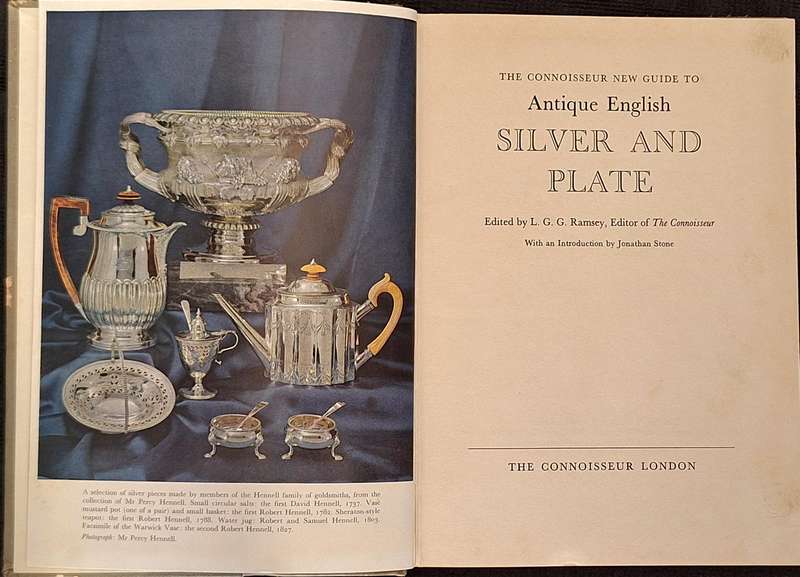 A selection of silver pieces made by members of the Hennell family of goldsmiths, from the
collection of Mr Percy Hennell. Small circular salts: the first David Hennell, 1737. Vase
mustard pot (one of a pair) and small basket: the first Robert Hennell, 1782. Sheraton-style
teapot: the first Robert Hennell, 1788. Water jug: Robert and Samuel Hennell, 1803.
Facsimile of the Warwick Vase: the second Robert Hennell, 1827.
Photograph: Mr Percy Hennell.
THE CONNOISSEUR NEW GUIDE TO
Antique English
SILVER AND
PLATE
Edited by L. G. G. Ramsey, Editor of The Connoisseur
With an Introduction by Jonathan Stone
THE CONNOISSEUR LONDON